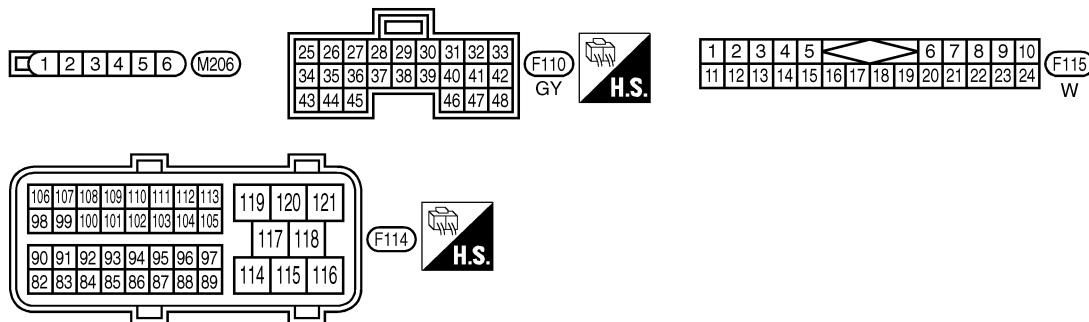 1 2 3 4 5 6 M206
25 26 27 28 29 30 31 32 33
34 35 36 37 38 39 40 41 42
43 44 45 46 47 48
F110
GY
H.S.
1 2 3 4 5 6 7 8 9 10
11 12 13 14 15 16 17 18 19 20 21 22 23 24
F115
W
106 107 108 109 110 111 112 113
98 99 100 101 102 103 104 105
90 91 92 93 94 95 96 97
82 83 84 85 86 87 88 89
119 120 121
117 118
114 115 116
F114
H.S.